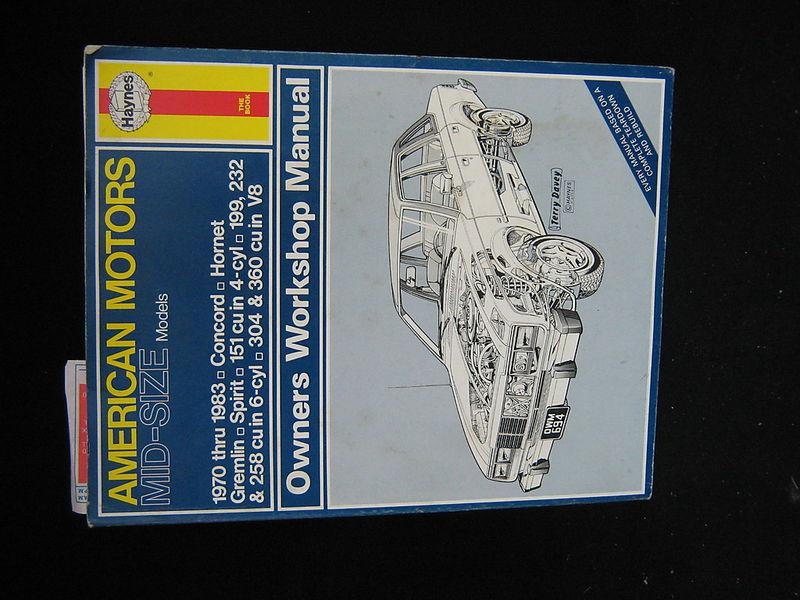 Haynes
®
THE
BOOK
AMERICAN MOTORS
MID-SIZE Models
1970 thru 1983 □ Concord □ Hornet
Gremlin □ Spirit □ 151 cu in 4-cyl □ 199, 232
& 258 cu in 6-cyl □ 304 & 360 cu in V8
Owners Workshop Manual
EVERY MANUAL BASED ON A
COMPLETE TEARDOWN
AND REBUILD
Terry Davey
© HAYNES
OWM
694